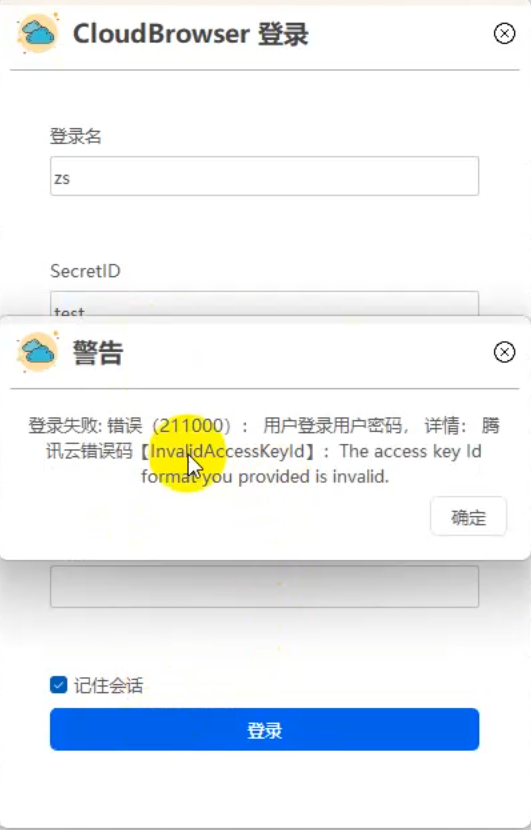 CloudBrowser 登录
登录名
zs
SecretID
test
警告
登录失败: 错误（211000）： 用户登录用户密码， 详情： 腾
讯云错误码【InvalidAccessKeyId】：The access key Id
format you provided is invalid.
确定
记住会话
登录